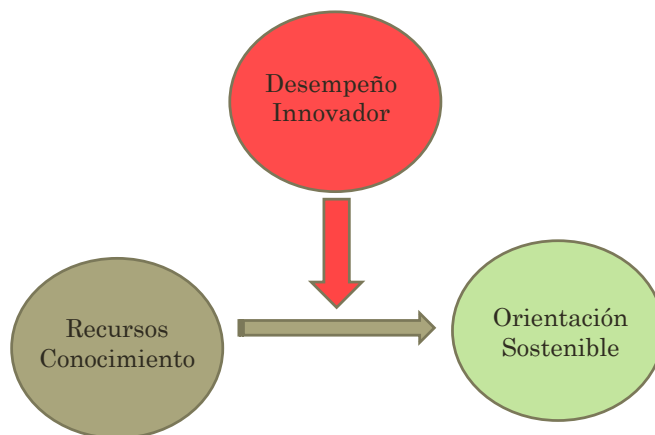 Desempeño
Innovador
Recursos
Conocimiento
Orientación
Sostenible